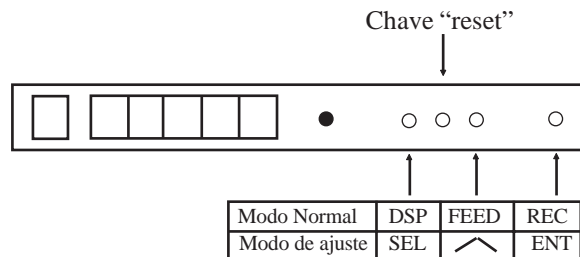 Chave “reset”
Modo Normal DSP FEED REC
Modo de ajuste SEL ENT